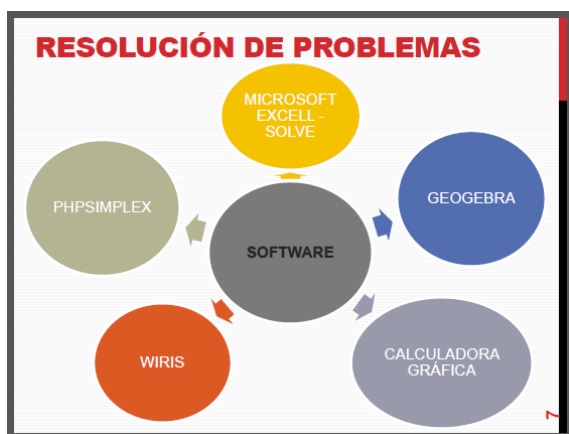 RESOLUCIÓN DE PROBLEMAS
MICROSOFT
EXCELL -
SOLVE
PHPSIMPLEX
GEOGEBRA
SOFTWARE
WIRIS
CALCULADORA
GRÁFICA
7